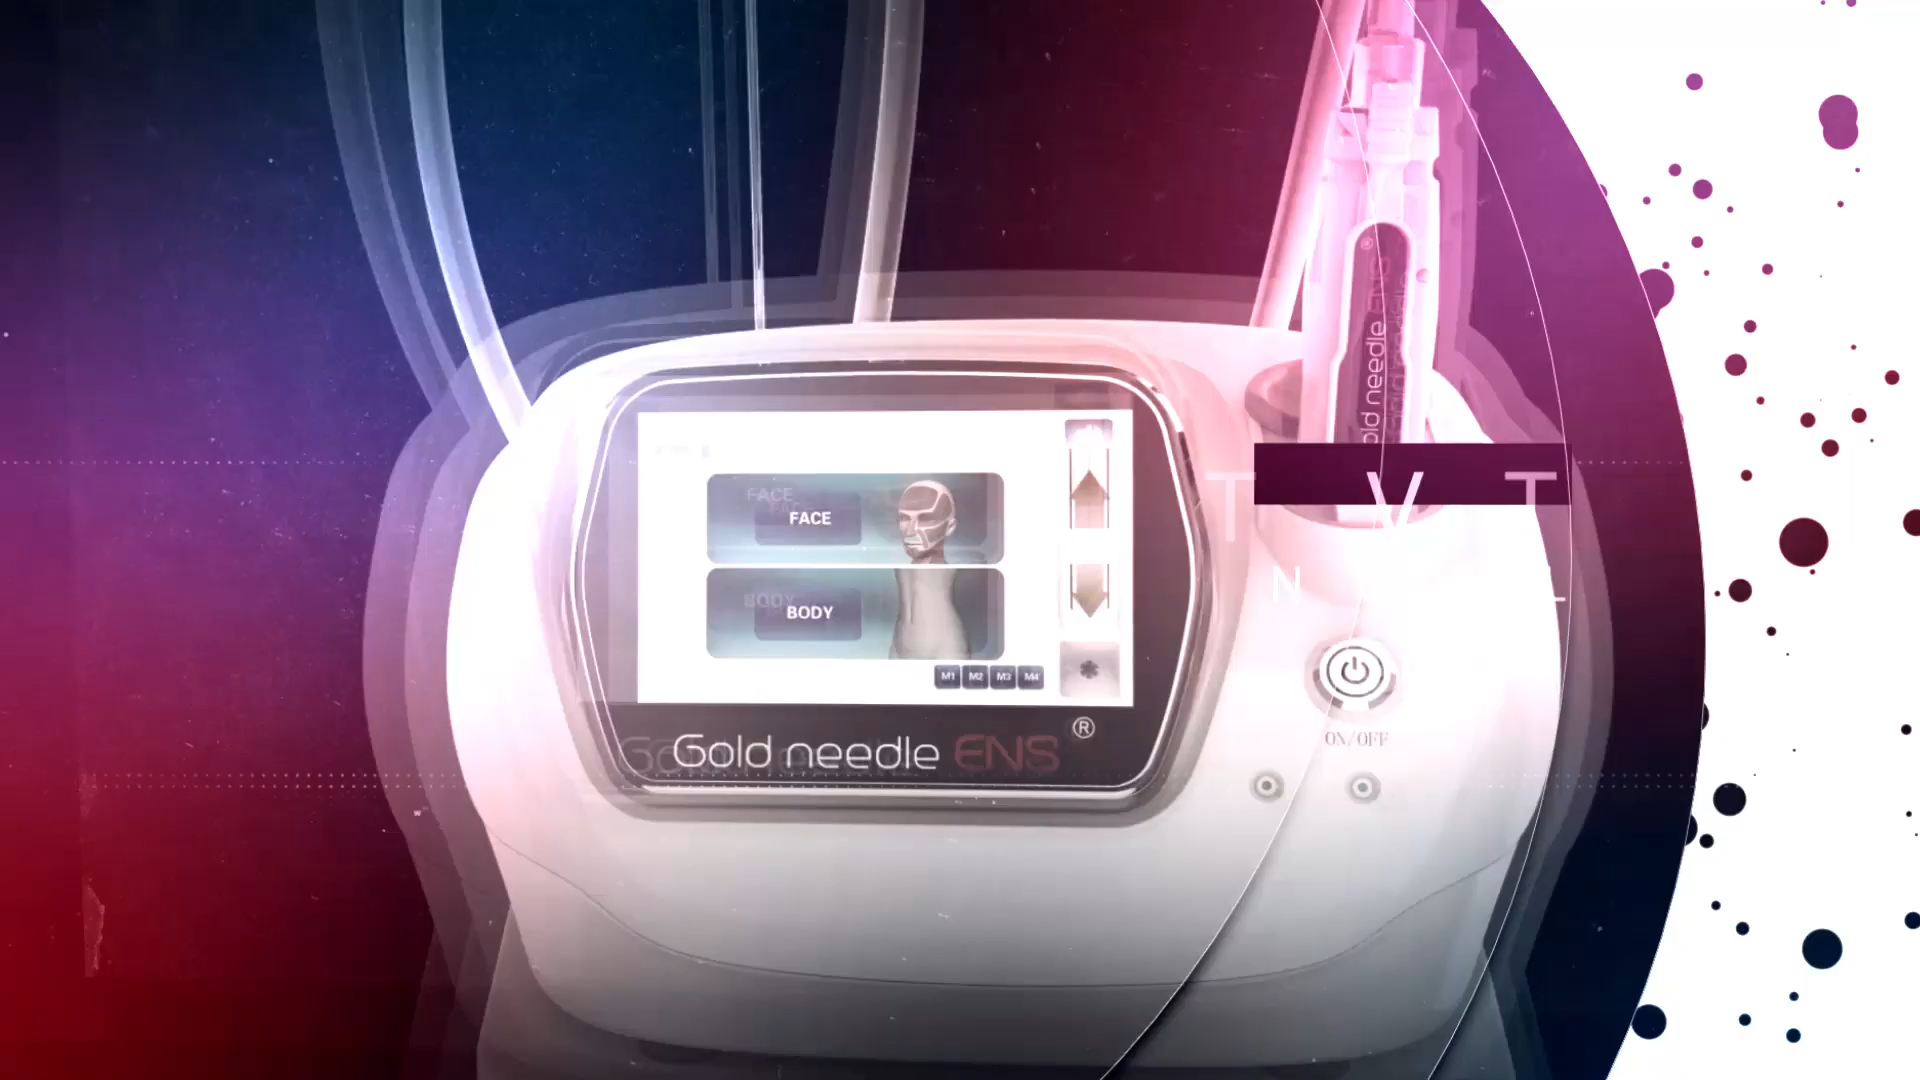 old needle
T V T
FACE
FACE
BODY
BODY
M1 M2 M3 M4
Gold needle ENS ®
ON/OFF